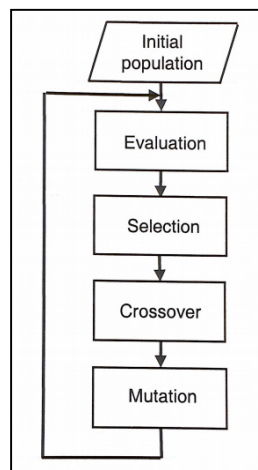 Initial
population
Evaluation
Selection
Crossover
Mutation